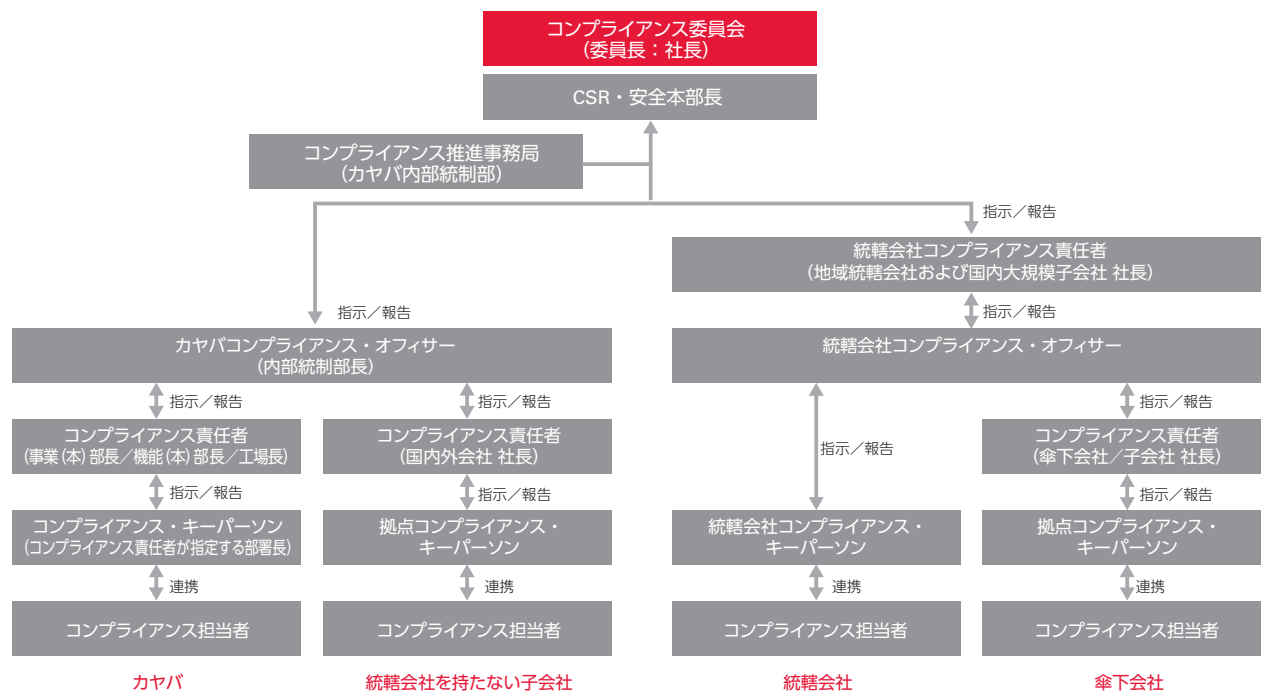 コンプライアンス委員会
(委員長：社長)
CSR・安全本部長
コンプライアンス推進事務局
(カヤバ内部統制部)
指示／報告
統轄会社コンプライアンス責任者
(地域統轄会社および国内大規模子会社 社長)
指示／報告
指示／報告
カヤバコンプライアンス・オフィサー
(内部統制部長)
統轄会社コンプライアンス・オフィサー
指示／報告
指示／報告
指示／報告
コンプライアンス責任者
(事業(本)部長／機能(本)部長／工場長)
コンプライアンス責任者
(国内外会社 社長)
指示／報告
コンプライアンス責任者
(傘下会社／子会社 社長)
指示／報告
指示／報告
指示／報告
コンプライアンス・キーパーソン
(コンプライアンス責任者が指定する部署長)
拠点コンプライアンス・
キーパーソン
統轄会社コンプライアンス・
キーパーソン
拠点コンプライアンス・
キーパーソン
連携
連携
連携
連携
コンプライアンス担当者
コンプライアンス担当者
コンプライアンス担当者
コンプライアンス担当者
カヤバ
統轄会社を持たない子会社
統轄会社
傘下会社